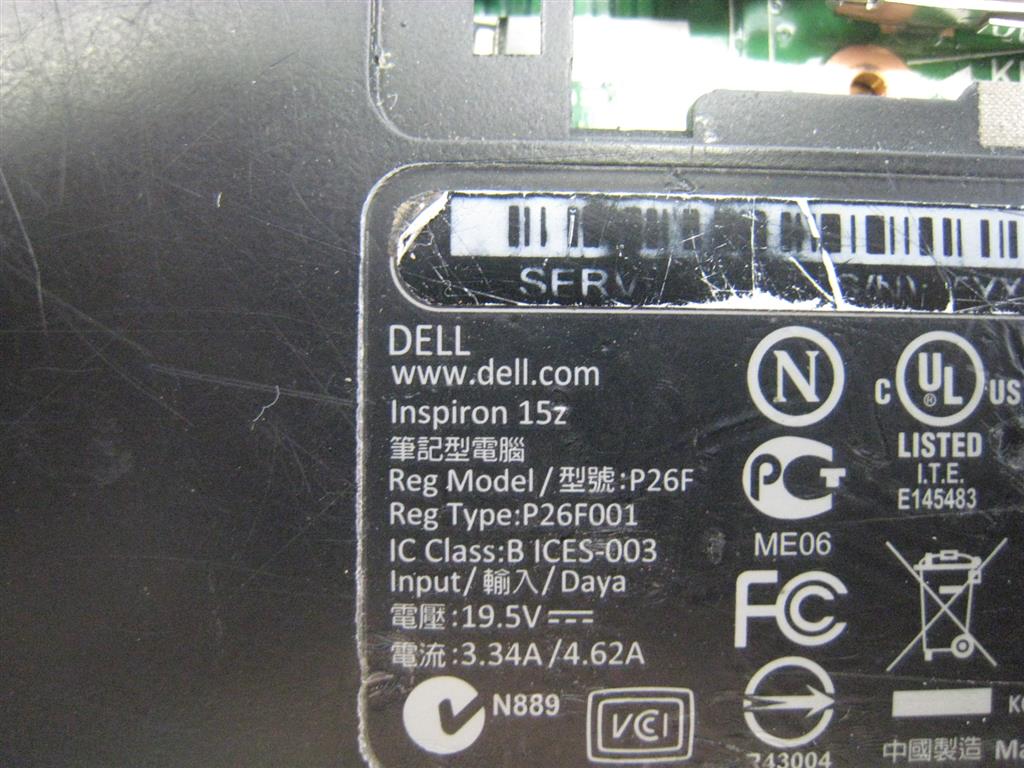 DELL
www.dell.com
Inspiron 15z
筆記型電腦
Reg Model / 型號:P26F
Reg Type:P26F001
IC Class:B ICES-003
Input/ 輸入/Daya
電壓:19.5V
電流:3.34A /4.62A
N889
VCI
N
C UL ® US
LISTED
I.T.E.
E145483
PCT
ME06
FC
中國製造